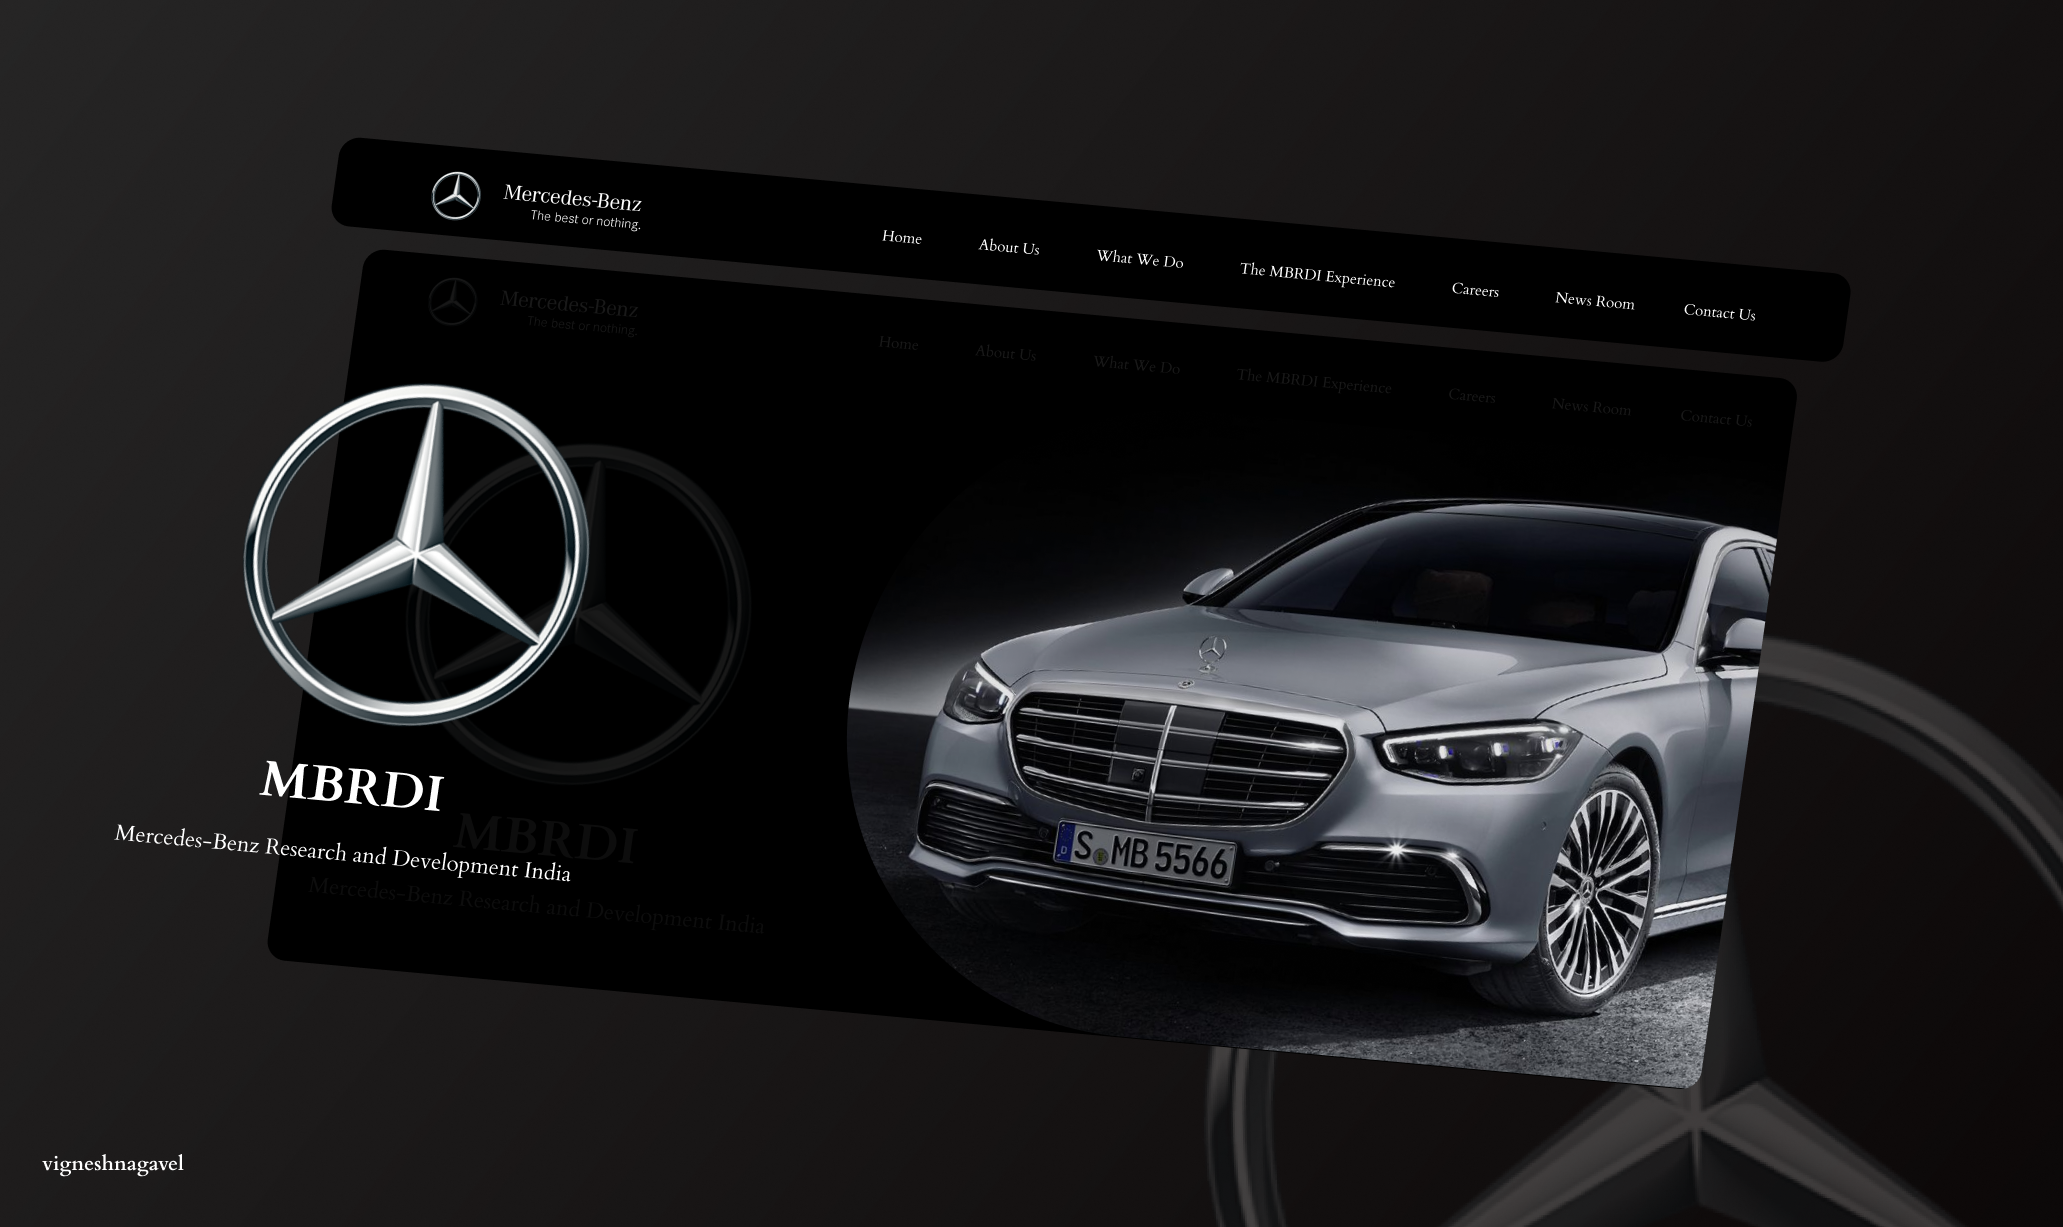 Mercedes-Benz
The best or nothing.
Home
About Us
What We Do
The MBRDI Experience
Careers
News Room
Contact Us
Mercedes-Benz
The best or nothing.
Home
About Us
What We Do
The MBRDI Experience
Careers
News Room
Contact Us
MBRDI
Mercedes-Benz Research and Development India
MBRDI
Mercedes-Benz Research and Development India
S MB 5566
D
vigneshnagavel